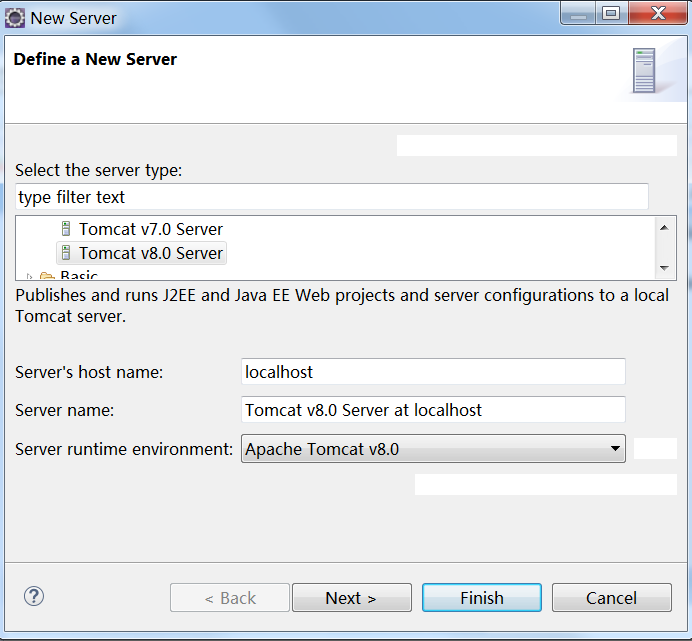 New Server
Define a New Server
Select the server type:
type filter text
Tomcat v7.0 Server
Tomcat v8.0 Server
Basic
Publishes and runs J2EE and Java EE Web projects and server configurations to a local
Tomcat server.
Server's host name: localhost
Server name: Tomcat v8.0 Server at localhost
Server runtime environment: Apache Tomcat v8.0
? < Back Next > Finish Cancel